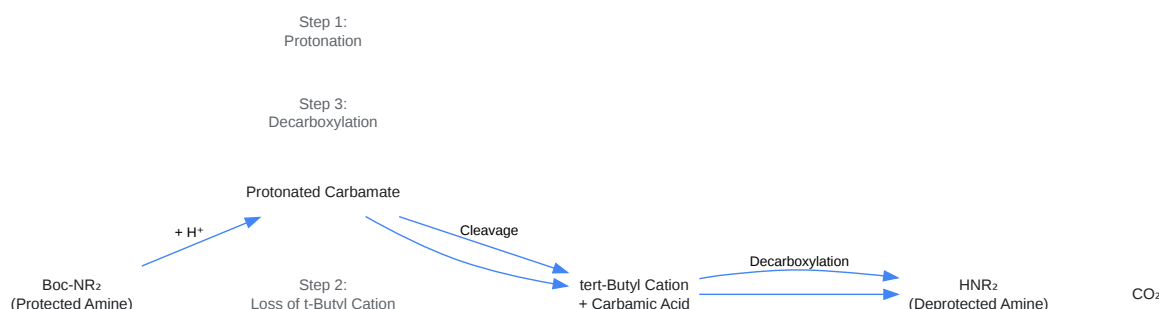 Step 1:
Protonation
Step 3:
Decarboxylation
Protonated Carbamate
+ H⁺
Cleavage
Decarboxylation
Boc-NR₂
(Protected Amine)
Step 2:
Loss of t-Butyl Cation
tert-Butyl Cation
+ Carbamic Acid
HNR₂
(Deprotected Amine)
CO₂